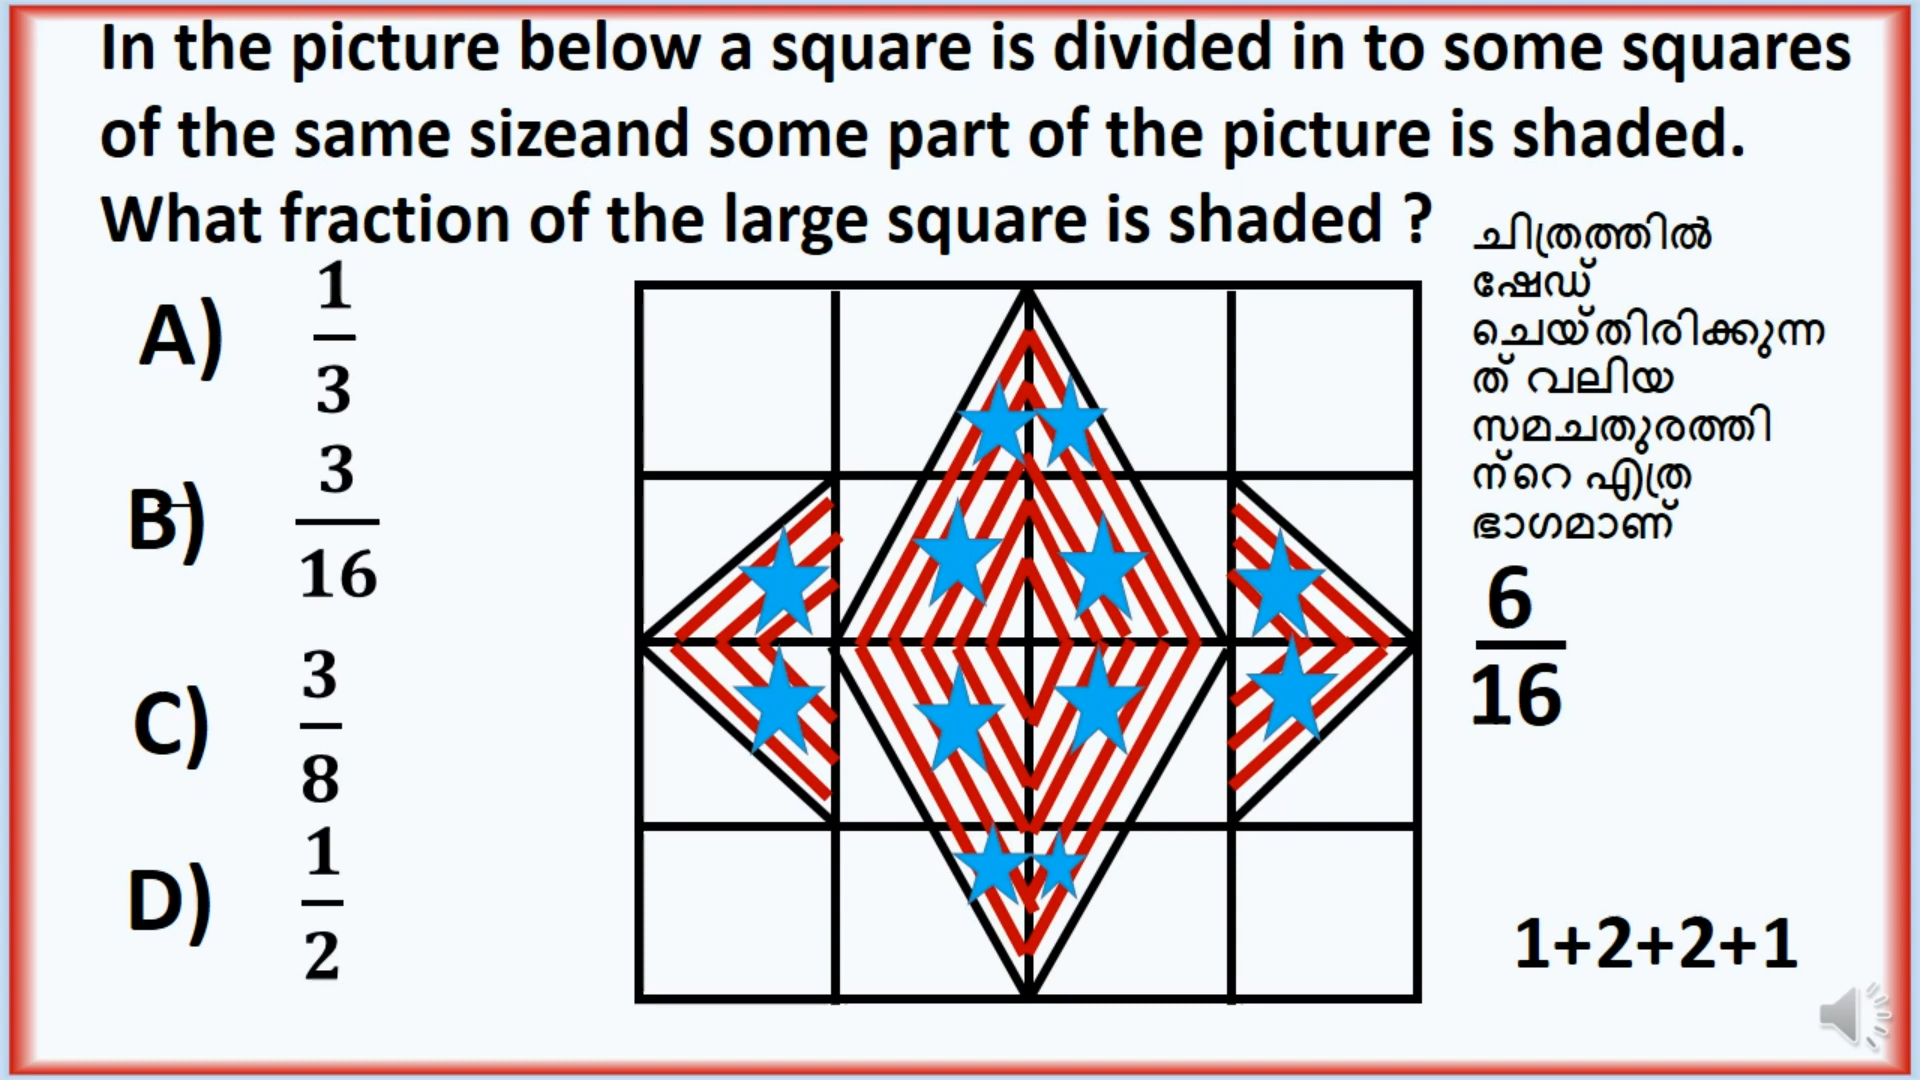 In the picture below a square is divided in to some squares
of the same sizeand some part of the picture is shaded.
What fraction of the large square is shaded ?
A) 1/3
B) 3/16
C) 3/8
D) 1/2
ചിത്രത്തിൽ
ഷേഡ്
ചെയ്തിരിക്കുന്ന
ത് വലിയ
സമചതുരത്തി
ന്റെ എത്ര
ഭാഗമാണ്
6/16
1+2+2+1